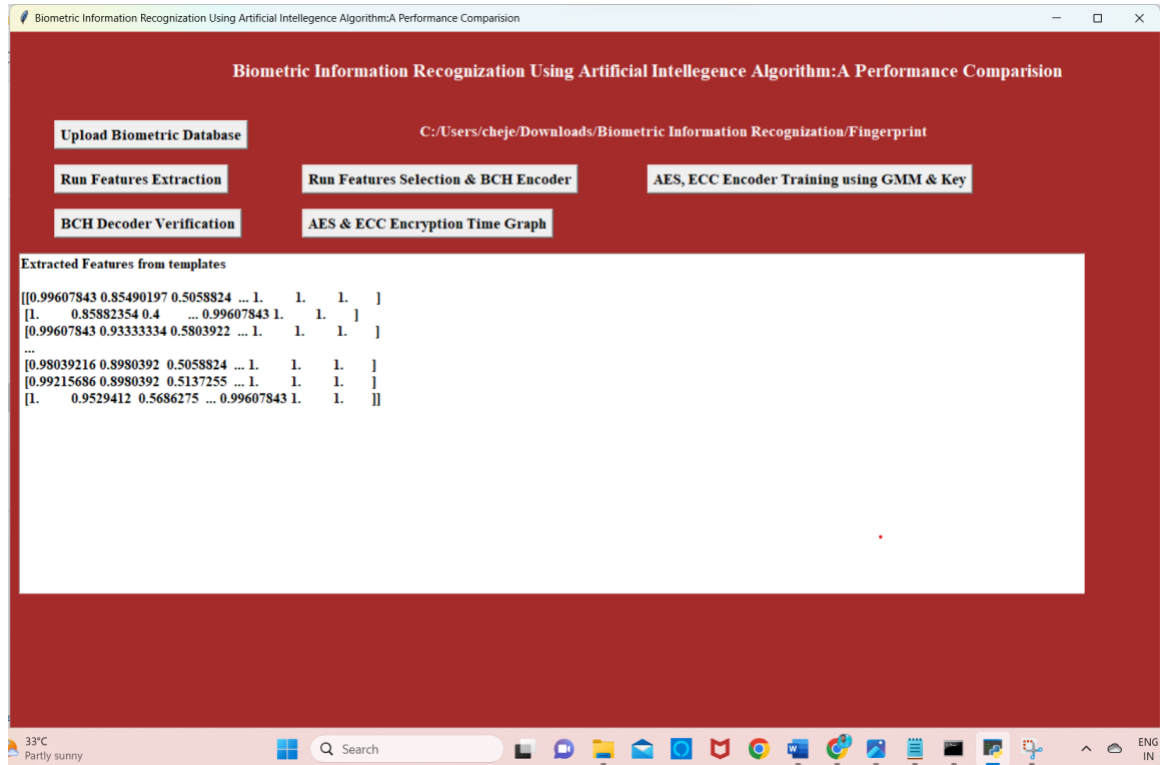 Biometric Information Recognization Using Artificial Intellegence Algorithm:A Performance Comparision
Biometric Information Recognization Using Artificial Intellegence Algorithm:A Performance Comparision
Upload Biometric Database C:/Users/cheje/Downloads/Biometric Information Recognization/Fingerprint
Run Features Extraction Run Features Selection & BCH Encoder AES, ECC Encoder Training using GMM & Key
BCH Decoder Verification AES & ECC Encryption Time Graph
Extracted Features from templates
[[0.99607843 0.85490197 0.5058824 ... 1. 1. 1. ]
[1. 0.85882354 0.4 ... 0.99607843 1. 1. ]
[0.99607843 0.93333334 0.5803922 ... 1. 1. 1. ]
...
[0.98039216 0.8980392 0.5058824 ... 1. 1. 1. ]
[0.99215686 0.8980392 0.5137255 ... 1. 1. 1. ]
[1. 0.9529412 0.5686275 ... 0.99607843 1. 1. ]]
33°C
Partly sunny
Search
ENG
IN